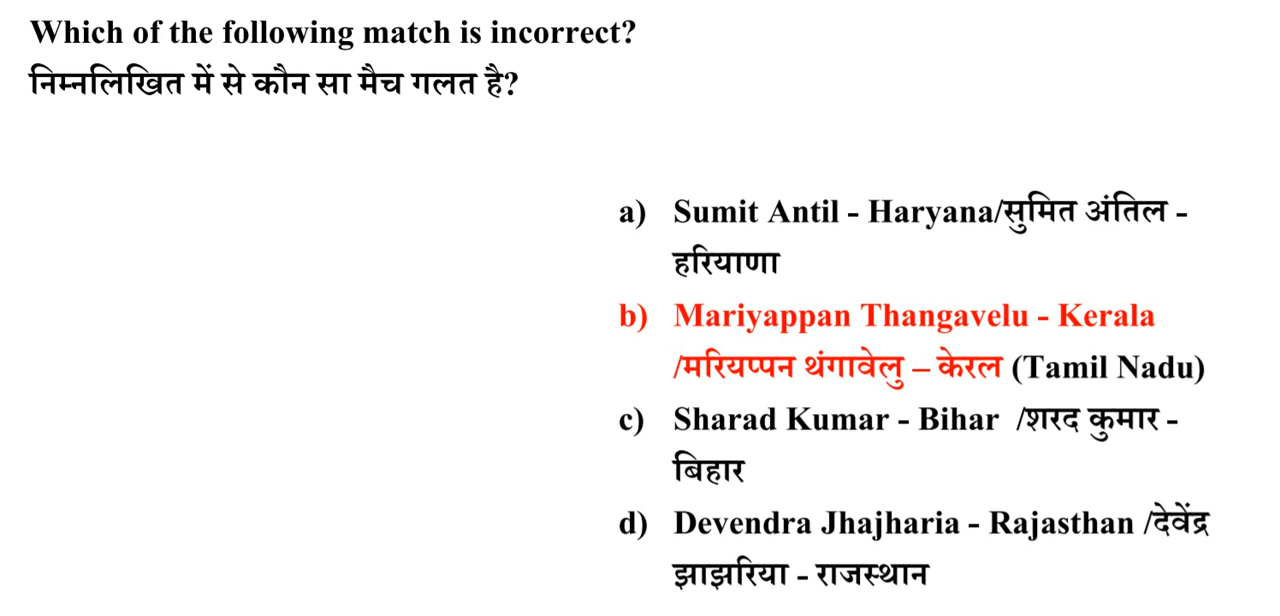 Which of the following match is incorrect?
निम्नलिखित में से कौन सा मैच गलत है?
a) Sumit Antil - Haryana/सुमित अंतिल -
हरियाणा
b) Mariyappan Thangavelu - Kerala
/मरियप्पन थंगावेलु – केरल (Tamil Nadu)
c) Sharad Kumar - Bihar /शरद कुमार -
बिहार
d) Devendra Jhajharia - Rajasthan /देवेंद्र
झाझरिया - राजस्थान